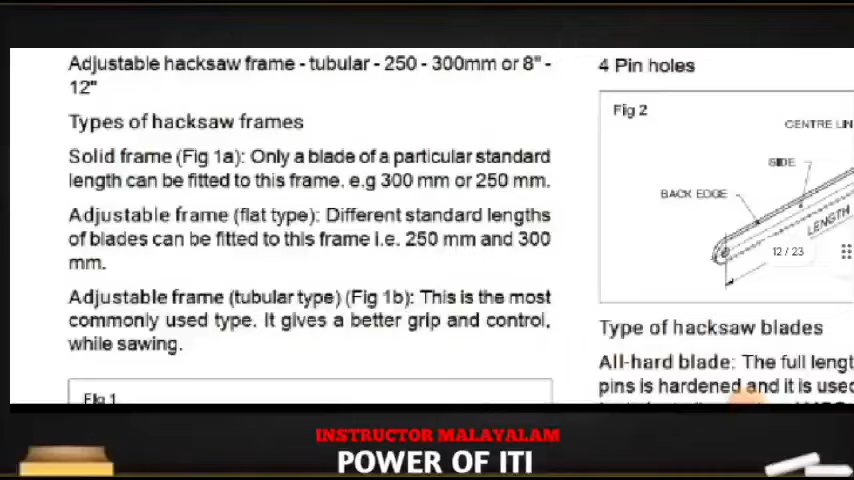 Adjustable hacksaw frame - tubular - 250 - 300mm or 8" -
12"
Types of hacksaw frames
Solid frame (Fig 1a): Only a blade of a particular standard
length can be fitted to this frame. e.g 300 mm or 250 mm.
Adjustable frame (flat type): Different standard lengths
of blades can be fitted to this frame i.e. 250 mm and 300
mm.
Adjustable frame (tubular type) (Fig 1b): This is the most
commonly used type. It gives a better grip and control,
while sawing.
Fig 1
4 Pin holes
Fig 2
CENTRE LIN
SIDE
BACK EDGE
LENGTH
12 / 23
Type of hacksaw blades
All-hard blade: The full lengt
pins is hardened and it is used
INSTRUCTOR MALAYALAM
POWER OF ITI